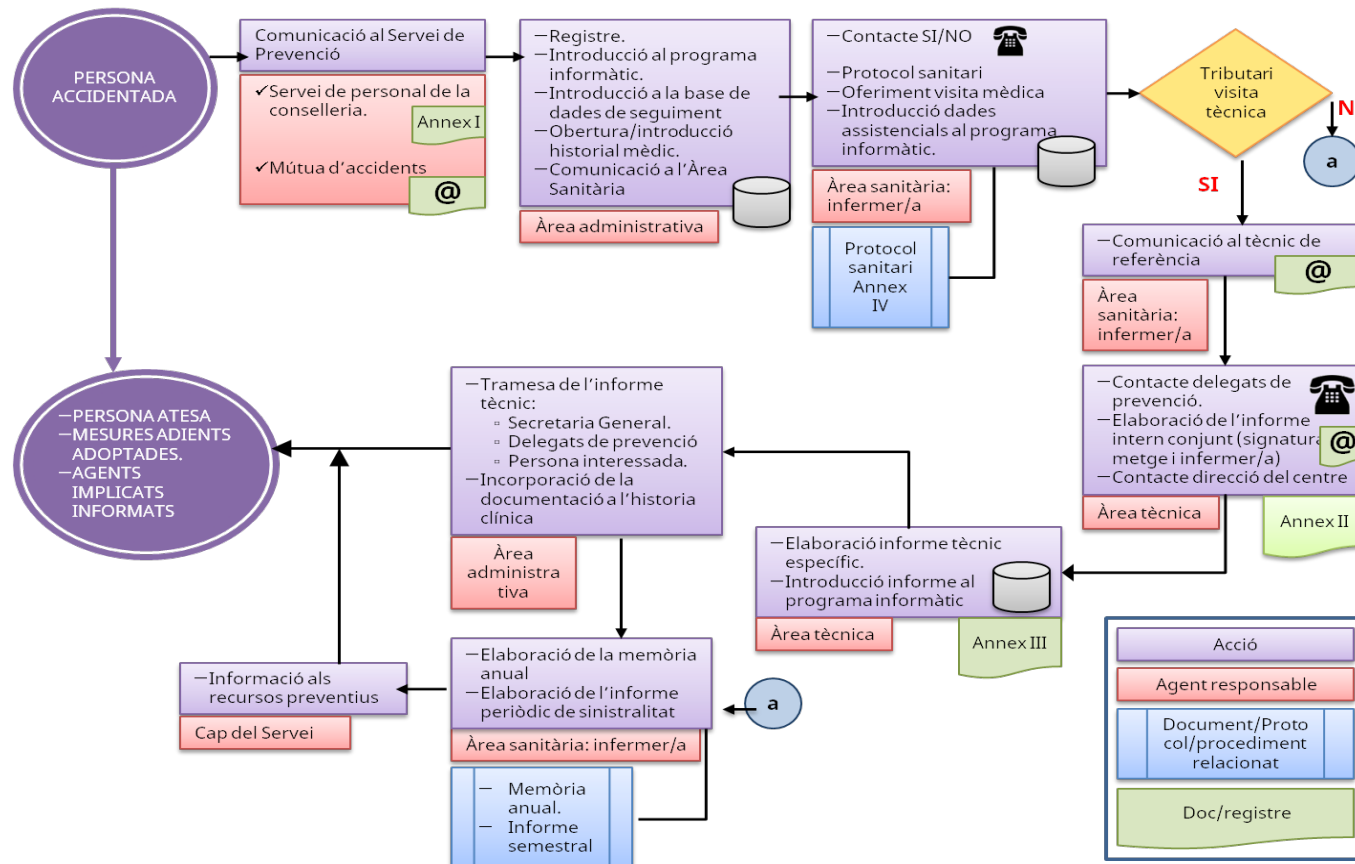 PERSONA
ACCIDENTADA
Comunicació al Servei de
Prevenció
✓Servei de personal de la
conselleria.
Annex I
✓Mútua d'accidents
@
—Registre.
—Introducció al programa
informàtic.
—Introducció a la base de
dades de seguiment
—Obertura/introducció
historial mèdic.
—Comunicació a l'Àrea
Sanitària
Àrea administrativa
—Contacte SI/NO
—Protocol sanitari
—Oferiment visita mèdica
—Introducció dades
assistencials al programa
informàtic.
Àrea sanitària:
infermer/a
Protocol
sanitari
Annex
IV
Tributari
visita
tècnica
N
a
SI
—Comunicació al tècnic de
referència
@
Àrea
sanitària:
infermer/a
—Contacte delegats de
prevenció.
—Elaboració de l'informe
intern conjunt (signatura
metge i infermer/a)
@
—Contacte direcció del centre
Àrea tècnica
Annex II
—Elaboració informe tècnic
específic.
—Introducció informe al
programa informàtic
Àrea tècnica
Annex III
—Tramesa de l'informe
tècnic:
▫ Secretaria General.
▫ Delegats de prevenció
▫ Persona interessada.
—Incorporació de la
documentació a l'historia
clínica
Àrea
administra
tiva
—PERSONA ATESA
—MESURES ADIENTS
ADOPTADES.
—AGENTS
IMPLICATS
INFORMATS
—Elaboració de la memòria
anual
—Elaboració de l'informe
periòdic de sinistralitat
Àrea sanitària: infermer/a
a
— Memòria
anual.
— Informe
semestral
—Informació als
recursos preventius
Cap del Servei
Acció
Agent responsable
Document/Proto
col/procediment
relacionat
Doc/registre